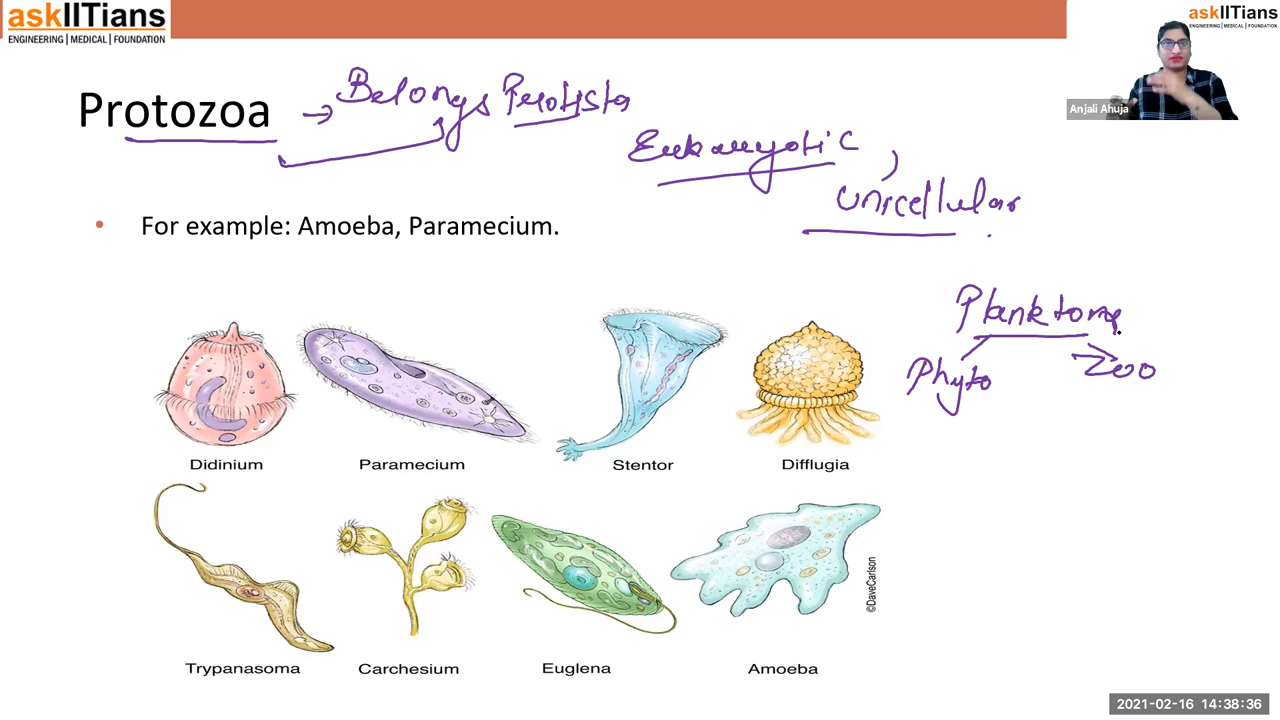 askIITians
ENGINEERING | MEDICAL | FOUNDATION
askIITians
ENGINEERING | MEDICAL | FOUNDATION
Anjali Ahuja
Protozoa → Belongs Protista
Eukaryotic,
unicellular
• For example: Amoeba, Paramecium.
Planktons
Phyto Zoo
Didinium Paramecium Stentor Difflugia
©DaveCarlson
Trypanasoma Carchesium Euglena Amoeba
2021-02-16 14:38:36